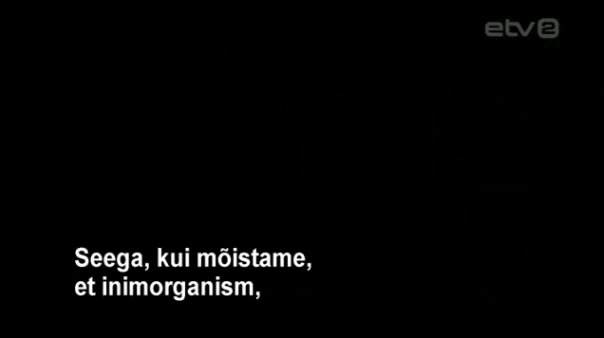 etv2
Seega, kui mõistame,
et inimorganism,